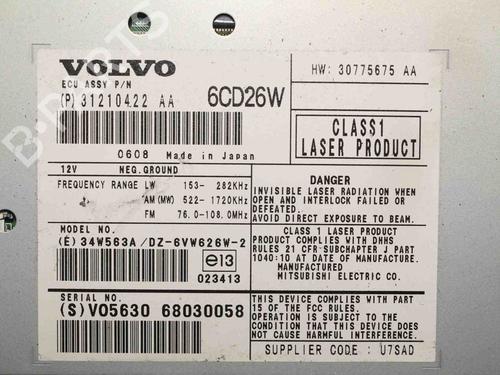 VOLVO
ECU ASSY P/N
(P) 31210422 AA
6CD26W
HW: 30775675 AA
CLASS1
LASER PRODUCT
0608 Made in Japan
12V NEG.GROUND
FREQUENCY RANGE LW 153- 282KHz
AM (MW) 522-1720KHz
FM 76.0-108.0MHz
MODEL NO.
(E) 34W563A/DZ-6VW626W-2
e13
023413
SERIAL NO.
(S) V05630 68030058
DANGER
INVISIBLE LASER RADIATION WHEN
OPEN AND INTERLOCK FAILED OR
DEFEATED.
AVOID DIRECT EXPOSURE TO BEAM.
CLASS 1 LASER PRODUCT
PRODUCT COMPLIES WITH DHHS
RULES 21 CFR SUBCHAPTER J PART
1040:10 AT DATE OF MANUFACTURE.
MANUFACTURED
MITSUBISHI ELECTRIC CO.
THIS DEVICE COMPLIES WITH PART
15 OF THE FCC RULES.
OPERATION IS SUBJECT TO THE
CONDITION THAT THIS DEVICE DOES
NOT CAUSE HARMFUL INTERFERENCE.
SUPPLIER CODE : U7SAD
B-PARTS